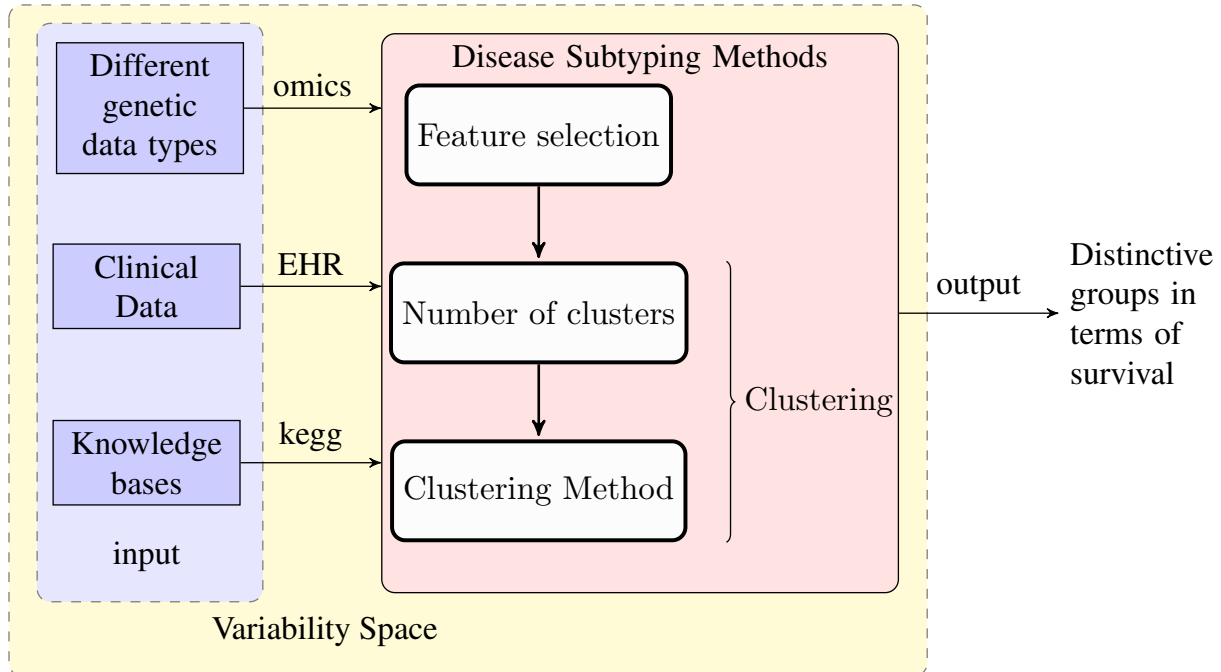 Different
genetic
data types
omics
Disease Subtyping Methods
Feature selection
Clinical
Data
EHR
Number of clusters
Clustering
Knowledge
bases
kegg
Clustering Method
input
Variability Space
output
Distinctive
groups in
terms of
survival